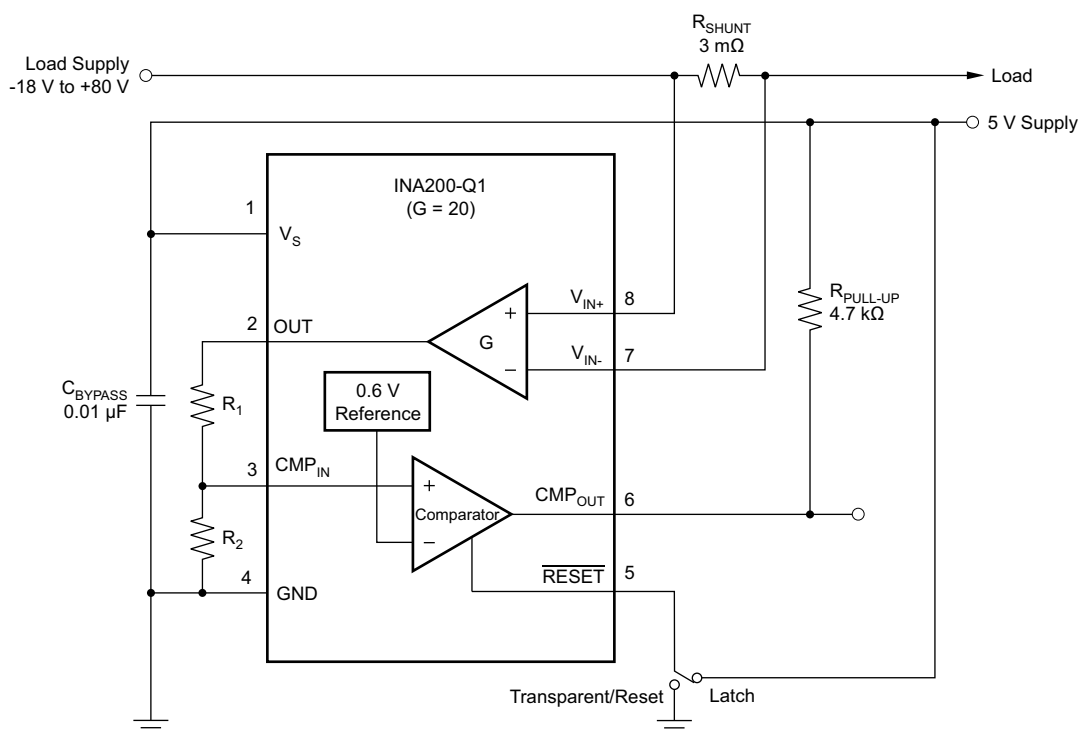 R_SHUNT
3 mΩ
Load Supply
-18 V to +80 V
Load
5 V Supply
INA200-Q1
(G = 20)
1
V_S
V_IN+
8
R_PULL-UP
4.7 kΩ
2
OUT
G
V_IN-
7
+
−
C_BYPASS
0.01 µF
R_1
0.6 V
Reference
3
CMP_IN
+
Comparator
−
CMP_OUT
6
R_2
4
GND
RESET
5
Transparent/Reset
Latch